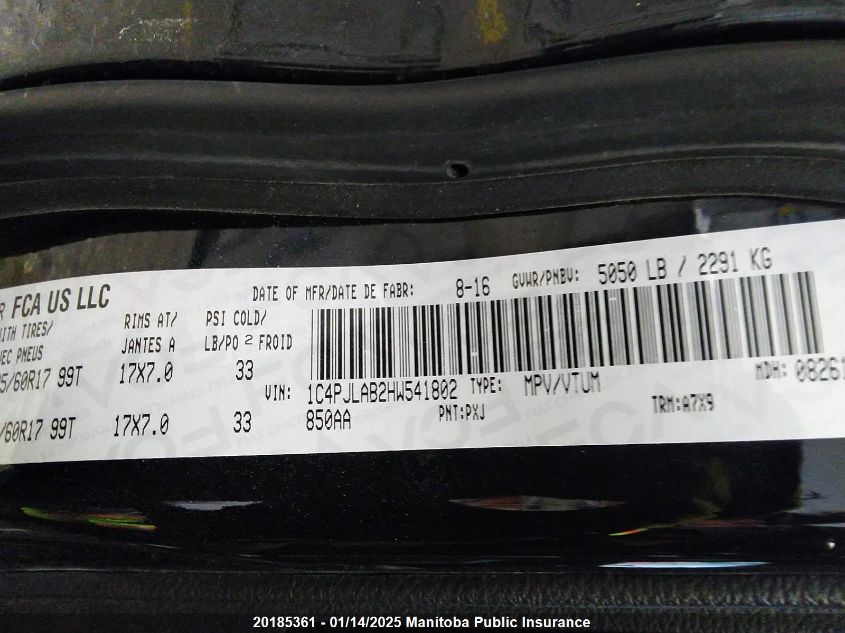 R FCA US LLC DATE OF MFR/DATE DE FABR: 8-16 GVWR/PNBV: 5050 LB / 2291 KG
WITH TIRES/ RIMS AT/ PSI COLD/
VEC PNEUS JANTES A LB/PO 2 FROID
5/60R17 99T 17X7.0 33
VIN: 1C4PJLAB2HW541802 TYPE: MPV/VTUM MDH: 08261
/60R17 99T 17X7.0 33 850AA PNT:PXJ TRM:A7X9
20185361 - 01/14/2025 Manitoba Public Insurance